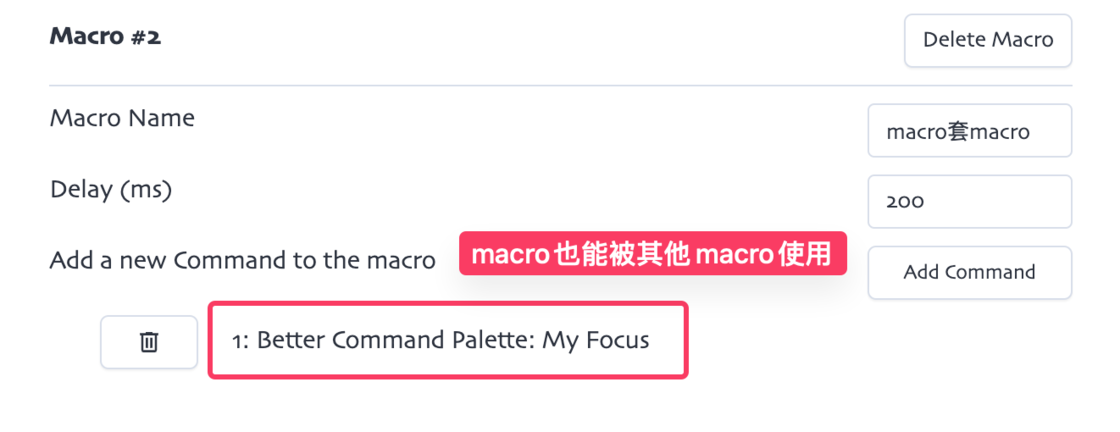 Macro #2
Delete Macro
Macro Name
macro套macro
Delay (ms)
200
Add a new Command to the macro
macro也能被其他macro使用
Add Command
1: Better Command Palette: My Focus